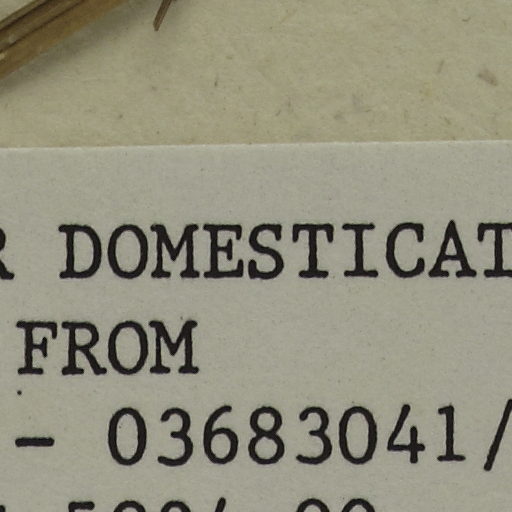 R DOMESTICAT
FROM
- 03683041/